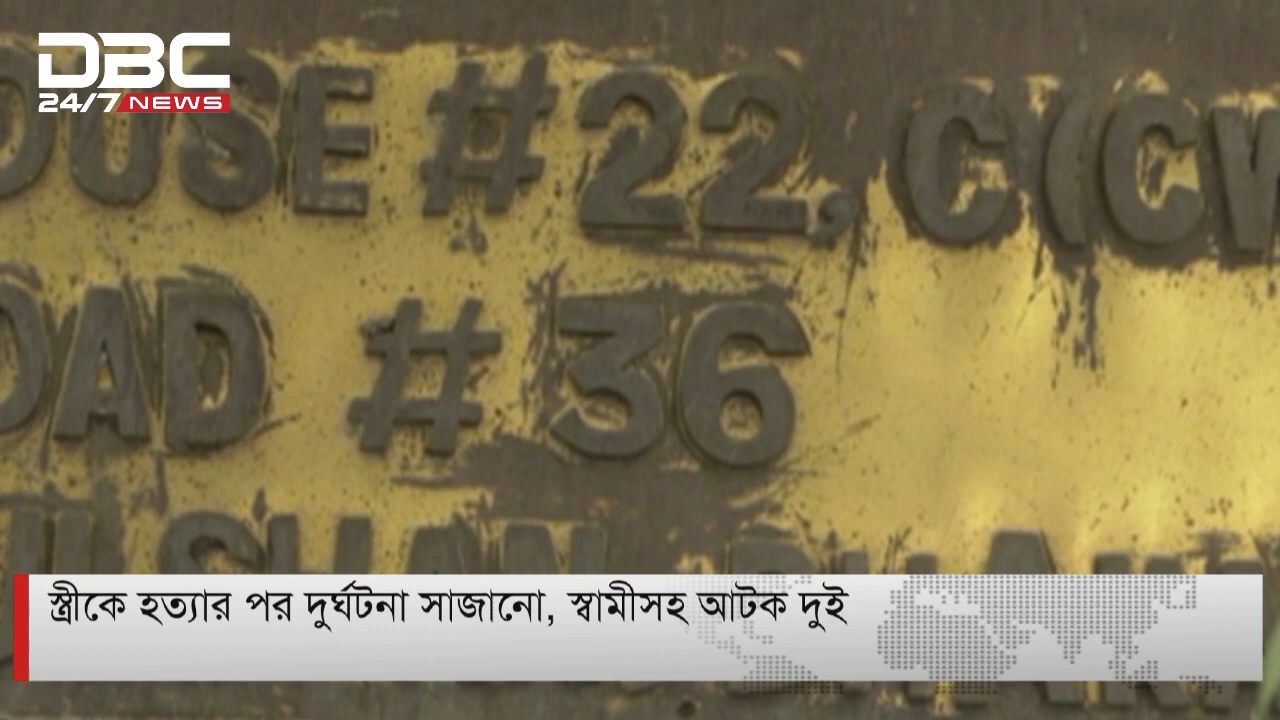 DBC
24/7 NEWS
OUSE # 22, C (CW
OAD # 36
স্ত্রীকে হত্যার পর দুর্ঘটনা সাজানো, স্বামীসহ আটক দুই